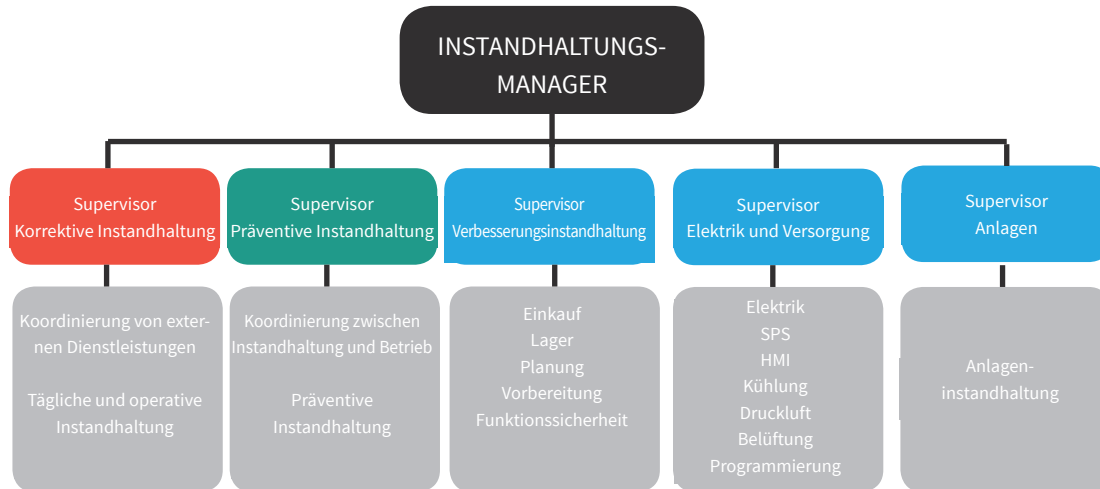 INSTANDHALTUNGS-
MANAGER
Supervisor
Korrektive Instandhaltung
Supervisor
Präventive Instandhaltung
Supervisor
Verbesserungsinstandhaltung
Supervisor
Elektrik und Versorgung
Supervisor
Anlagen
Koordinierung von exter-
nen Dienstleistungen
Tägliche und operative
Instandhaltung
Koordinierung zwischen
Instandhaltung und Betrieb
Präventive
Instandhaltung
Einkauf
Lager
Planung
Vorbereitung
Funktionssicherheit
Elektrik
SPS
HMI
Kühlung
Druckluft
Belüftung
Programmierung
Anlagen-
instandhaltung